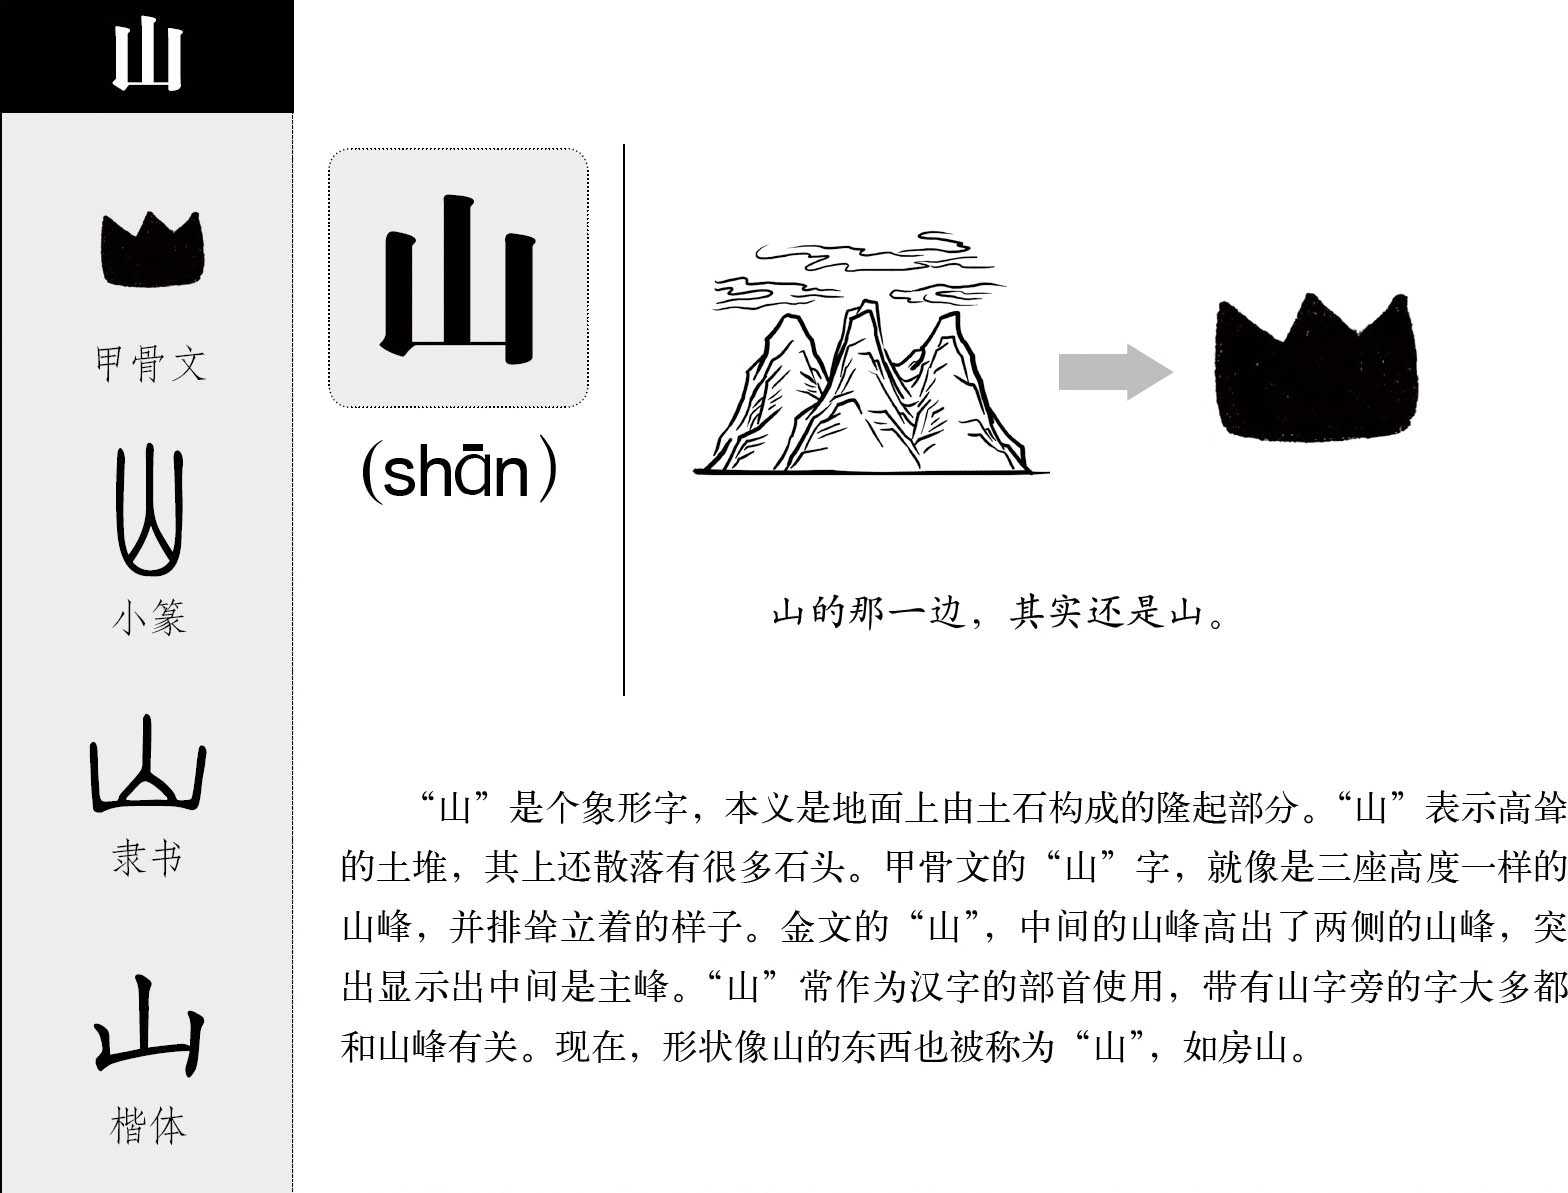 山
甲骨文
小篆
隶书
楷体
山
(shān)
山的那一边，其实还是山。
“山”是个象形字，本义是地面上由土石构成的隆起部分。“山”表示高耸
的土堆，其上还散落有很多石头。甲骨文的“山”字，就像是三座高度一样的
山峰，并排耸立着的样子。金文的“山”，中间的山峰高出了两侧的山峰，突
出显示出中间是主峰。“山”常作为汉字的部首使用，带有山字旁的字大多都
和山峰有关。现在，形状像山的东西也被称为“山”，如房山。